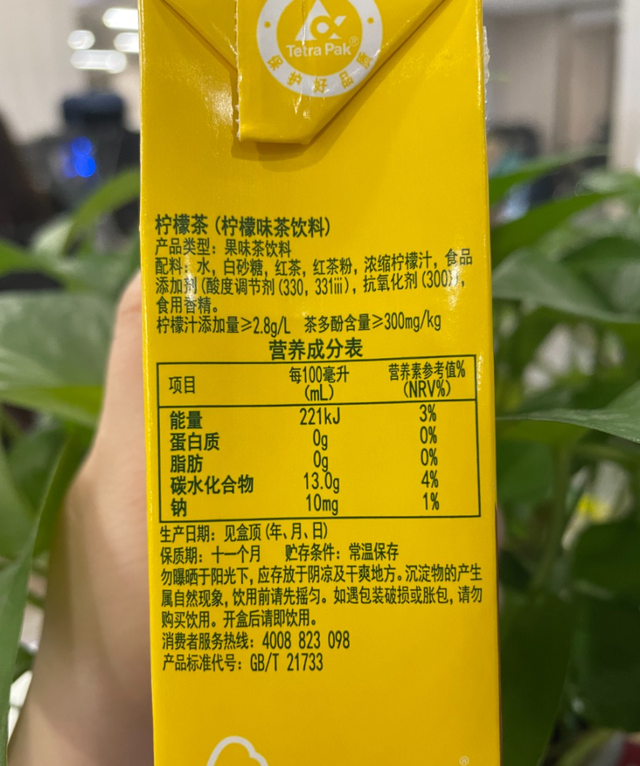 Tetra Pak®
保护好品质
柠檬茶（柠檬味茶饮料）
产品类型：果味茶饮料
配料：水，白砂糖，红茶，红茶粉，浓缩柠檬汁，食品
添加剂（酸度调节剂（330, 331iii），抗氧化剂（300）），
食用香精。
柠檬汁添加量≥2.8g/L 茶多酚含量≥300mg/kg
营养成分表
项目 每100毫升 营养素参考值%
(mL) (NRV%)
能量 221kJ 3%
蛋白质 0g 0%
脂肪 0g 0%
碳水化合物 13.0g 4%
钠 10mg 1%
生产日期：见盒顶（年、月、日）
保质期：十一个月 贮存条件：常温保存
勿曝晒于阳光下，应存放于阴凉及干爽地方。沉淀物的产生
属自然现象，饮用前请先摇匀。如遇包装破损或胀包，请勿
购买饮用。开盒后请即饮用。
消费者服务热线：4008 823 098
产品标准代号：GB/T 21733
®